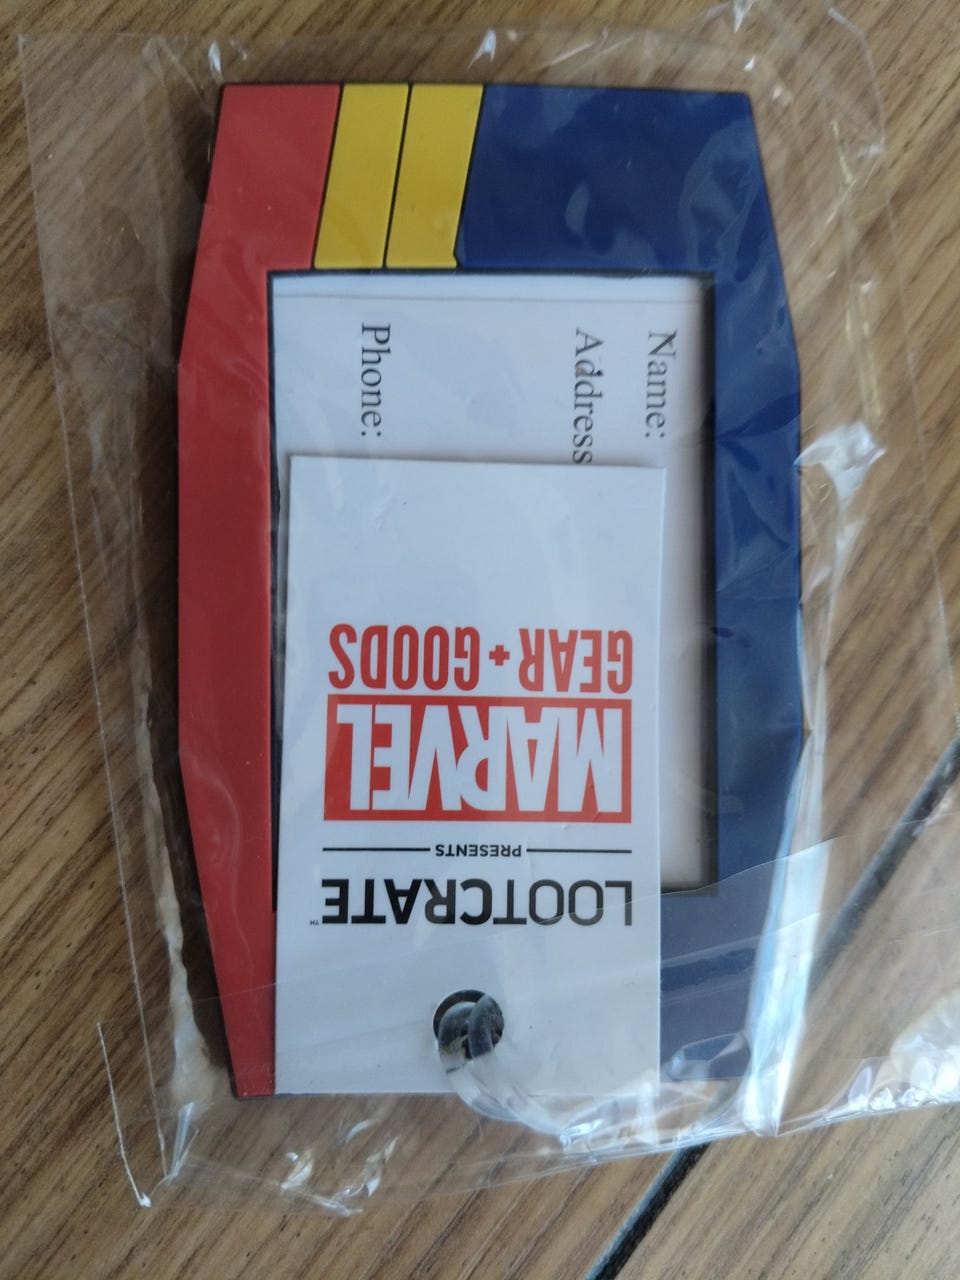 LOOTCRATE™
PRESENTS
MARVEL
GEAR + GOODS
Name:
Address
Phone: